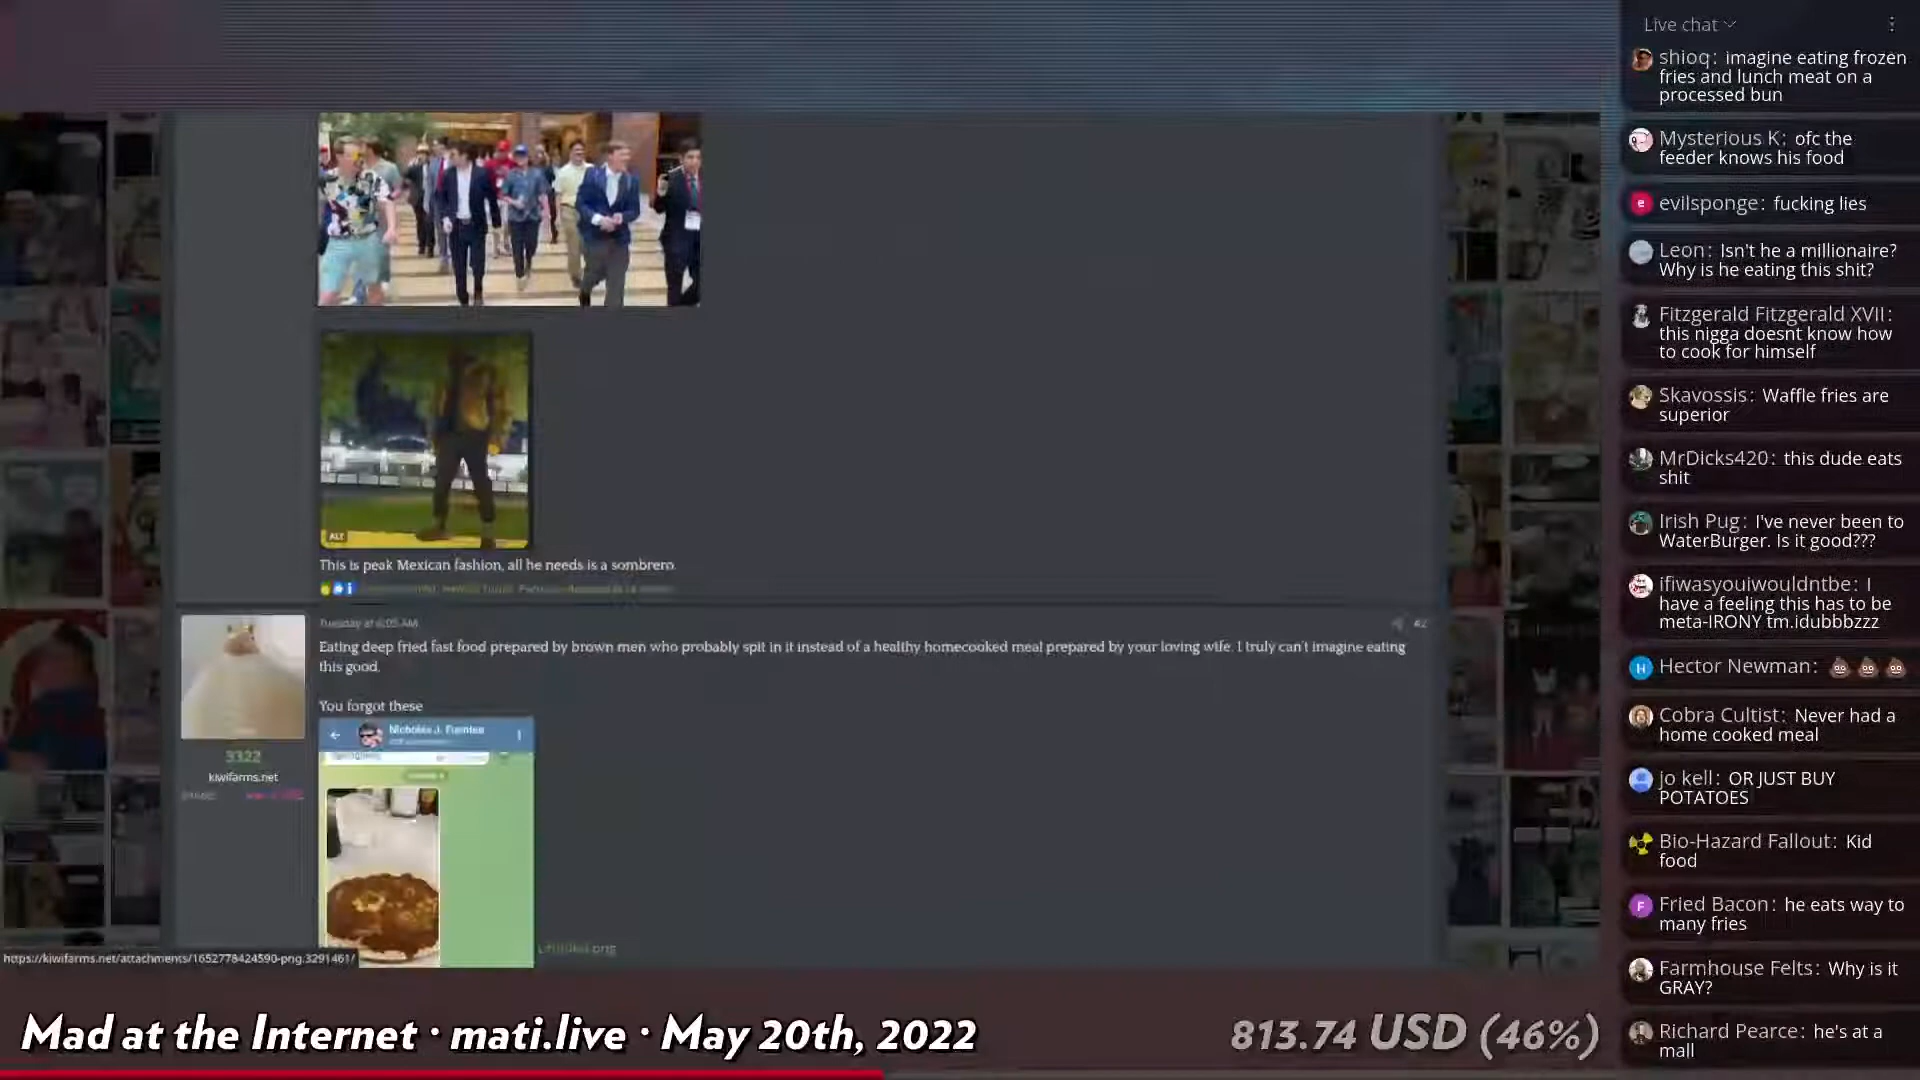 Live chat
shioq: imagine eating frozen
fries and lunch meat on a
processed bun
Mysterious K: ofc the
feeder knows his food
evilsponge: fucking lies
Leon: Isn't he a millionaire?
Why is he eating this shit?
Fitzgerald Fitzgerald XVII:
this nigga doesnt know how
to cook for himself
Skavossis: Waffle fries are
superior
MrDicks420: this dude eats
shit
Irish Pug: I've never been to
WaterBurger. Is it good???
ifiwasyouiwouldntbe: I
have a feeling this has to be
meta-IRONY tm.idubbbzzz
Hector Newman: 💩 💩 💩
Cobra Cultist: Never had a
home cooked meal
jo kell: OR JUST BUY
POTATOES
Bio-Hazard Fallout: Kid
food
Fried Bacon: he eats way to
many fries
Farmhouse Felts: Why is it
GRAY?
Richard Pearce: he's at a
mall
ALT
This is peak Mexican fashion, all he needs is a sombrero.
Tuesday at 6:05 AM
#2
Eating deep fried fast food prepared by brown men who probably spit in it instead of a healthy homecooked meal prepared by your loving wife. I truly can't imagine eating
this good.
You forgot these
Nicholas J. Fuentes
3322
kiwifarms.net
https://kiwifarms.net/attachments/1652778424590-png.3291461/
Mad at the Internet · mati.live · May 20th, 2022
813.74 USD (46%)